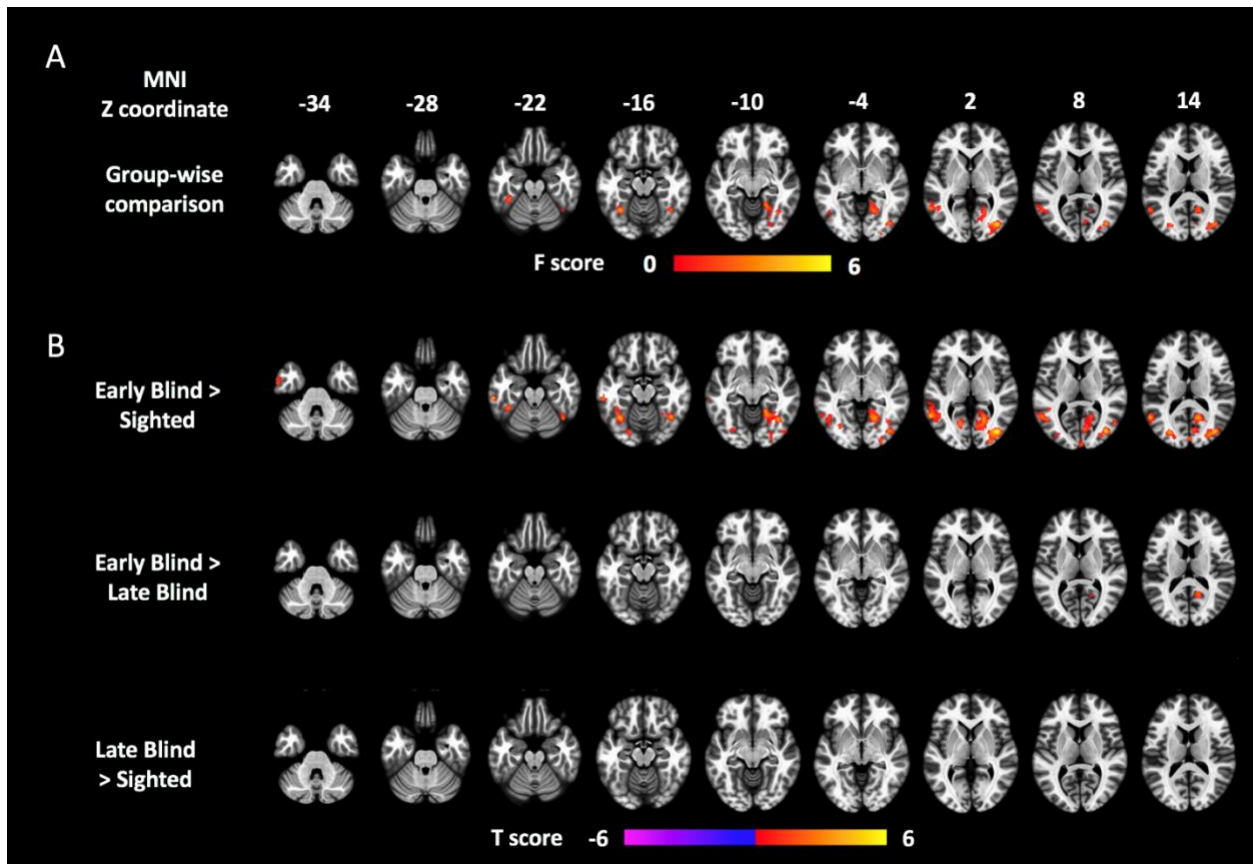 A
MNI
Z coordinate
-34 -28 -22 -16 -10 -4 2 8 14
Group-wise
comparison
F score 0 6
B
Early Blind >
Sighted
Early Blind >
Late Blind
Late Blind
> Sighted
T score -6 6